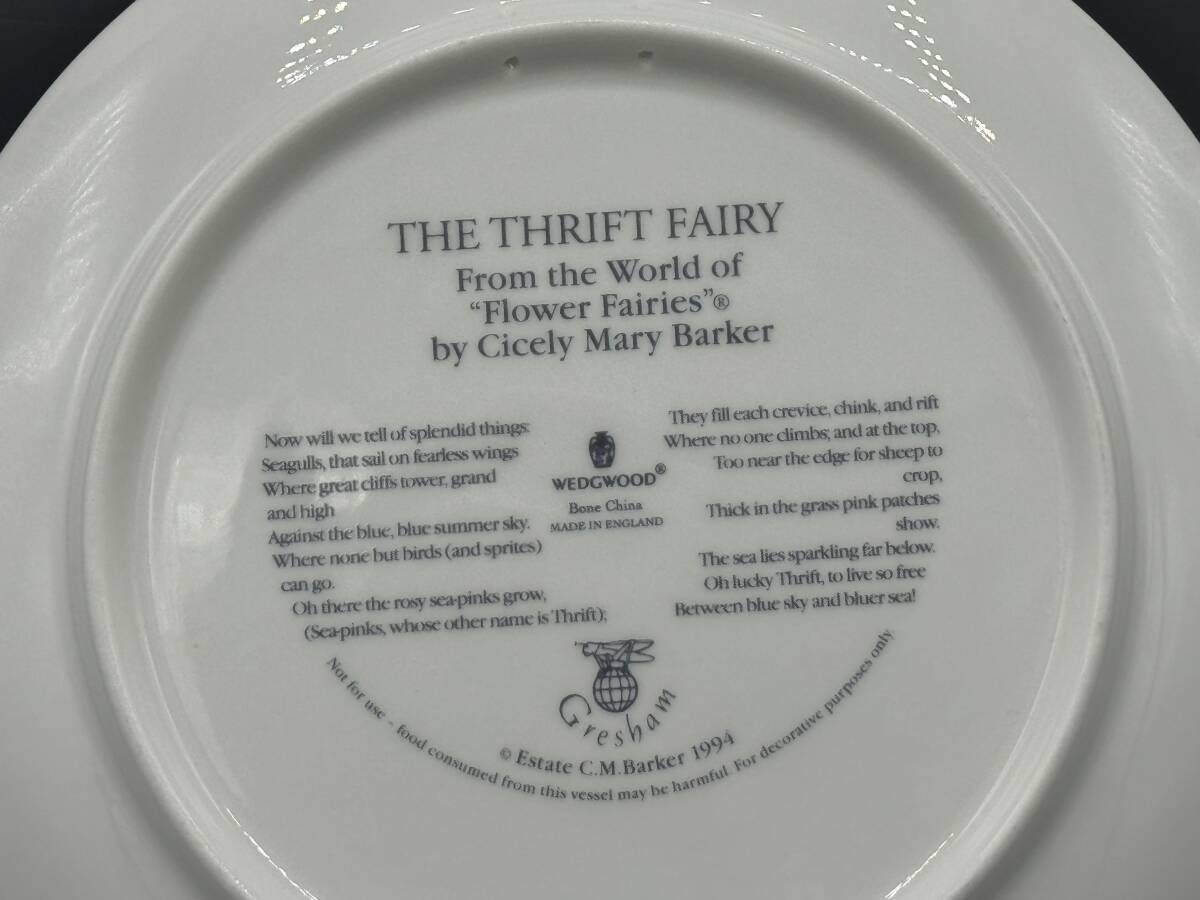 THE THRIFT FAIRY
From the World of
“Flower Fairies”®
by Cicely Mary Barker
Now will we tell of splendid things:
Seagulls, that sail on fearless wings
Where great cliffs tower, grand
and high
Against the blue, blue summer sky.
Where none but birds (and sprites)
can go.
Oh there the rosy sea-pinks grow,
(Sea-pinks, whose other name is Thrift);
WEDGWOOD®
Bone China
MADE IN ENGLAND
They fill each crevice, chink, and rift
Where no one climbs; and at the top,
Too near the edge for sheep to
crop,
Thick in the grass pink patches
show.
The sea lies sparkling far below.
Oh lucky Thrift, to live so free
Between blue sky and bluer sea!
Gresham
© Estate C.M.Barker 1994
Not for use - food consumed from this vessel may be harmful. For decorative purposes only